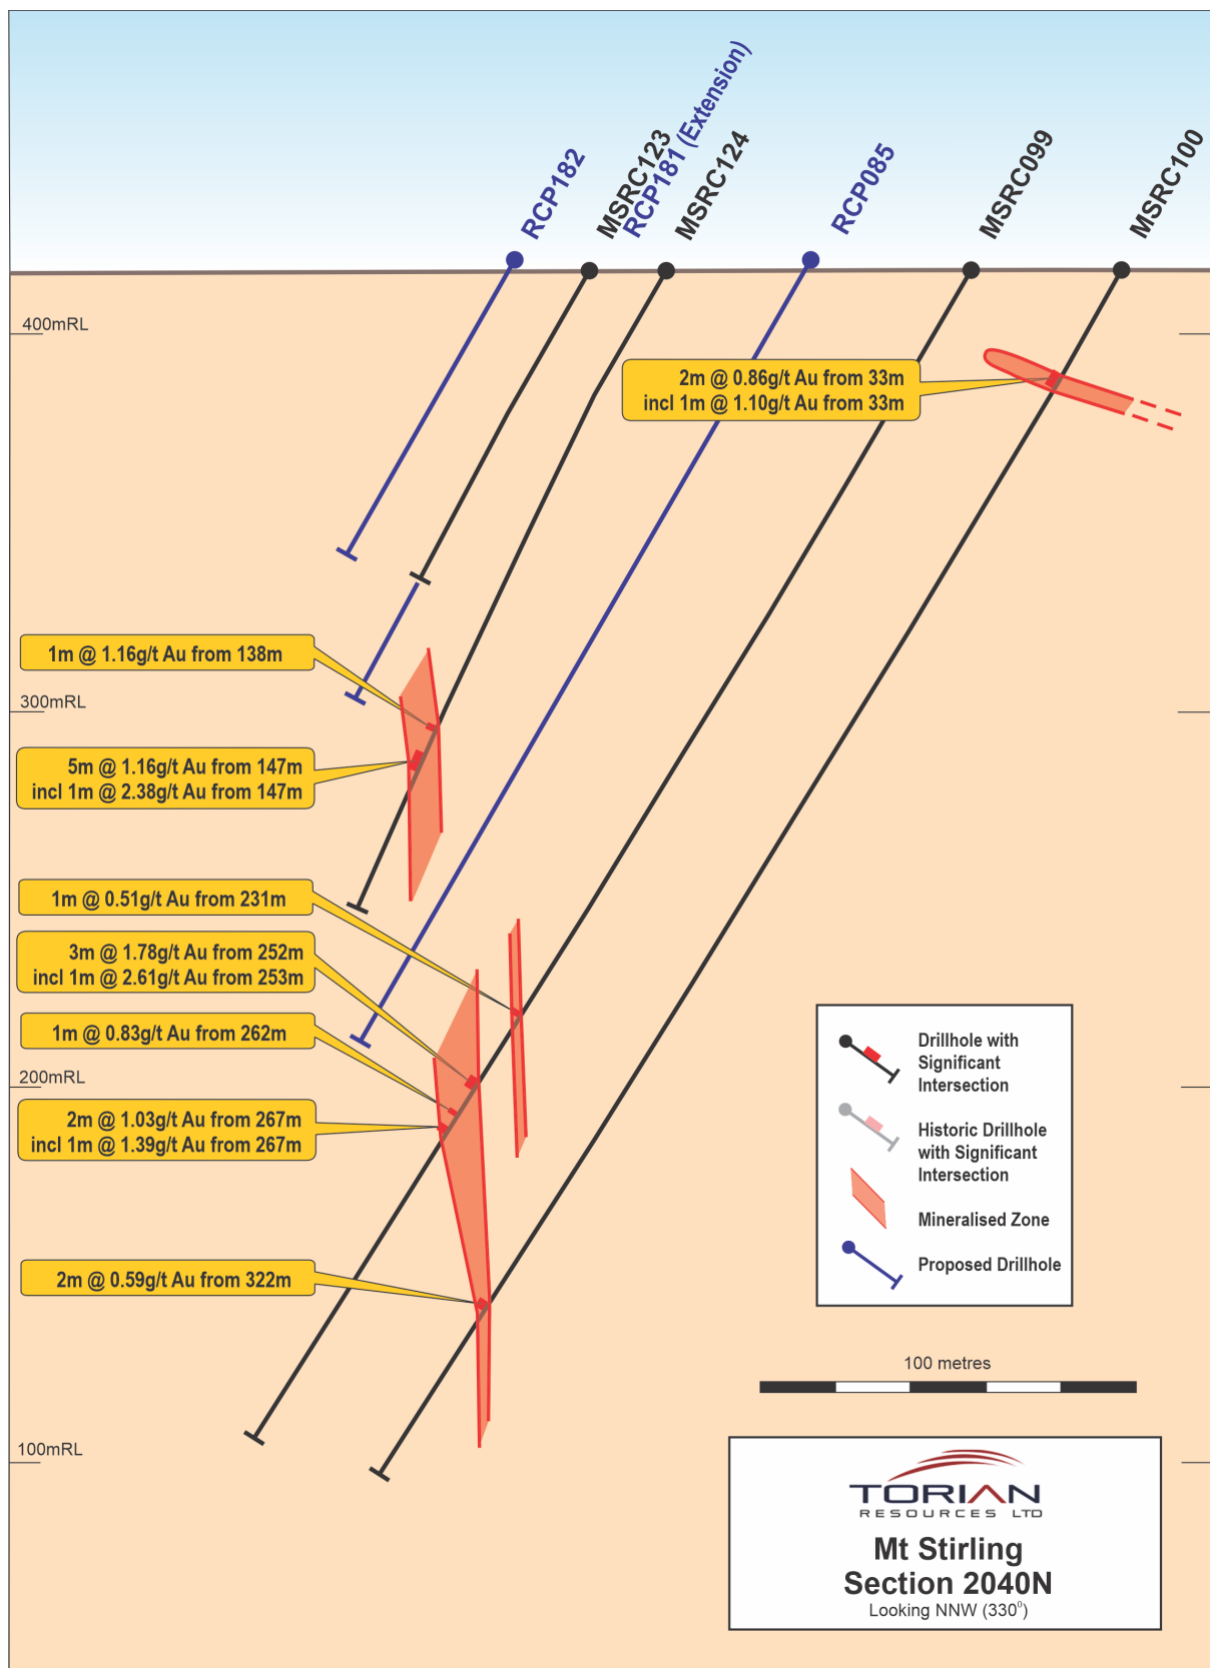 RCP182
MSRC123
RCP181 (Extension)
MSRC124
RCP085
MSRC099
MSRC100
400mRL
2m @ 0.86g/t Au from 33m
incl 1m @ 1.10g/t Au from 33m
1m @ 1.16g/t Au from 138m
300mRL
5m @ 1.16g/t Au from 147m
incl 1m @ 2.38g/t Au from 147m
1m @ 0.51g/t Au from 231m
3m @ 1.78g/t Au from 252m
incl 1m @ 2.61g/t Au from 253m
1m @ 0.83g/t Au from 262m
200mRL
2m @ 1.03g/t Au from 267m
incl 1m @ 1.39g/t Au from 267m
2m @ 0.59g/t Au from 322m
100mRL
Drillhole with
Significant
Intersection
Historic Drillhole
with Significant
Intersection
Mineralised Zone
Proposed Drillhole
100 metres
TORIAN
RESOURCES LTD
Mt Stirling
Section 2040N
Looking NNW (330⁰)